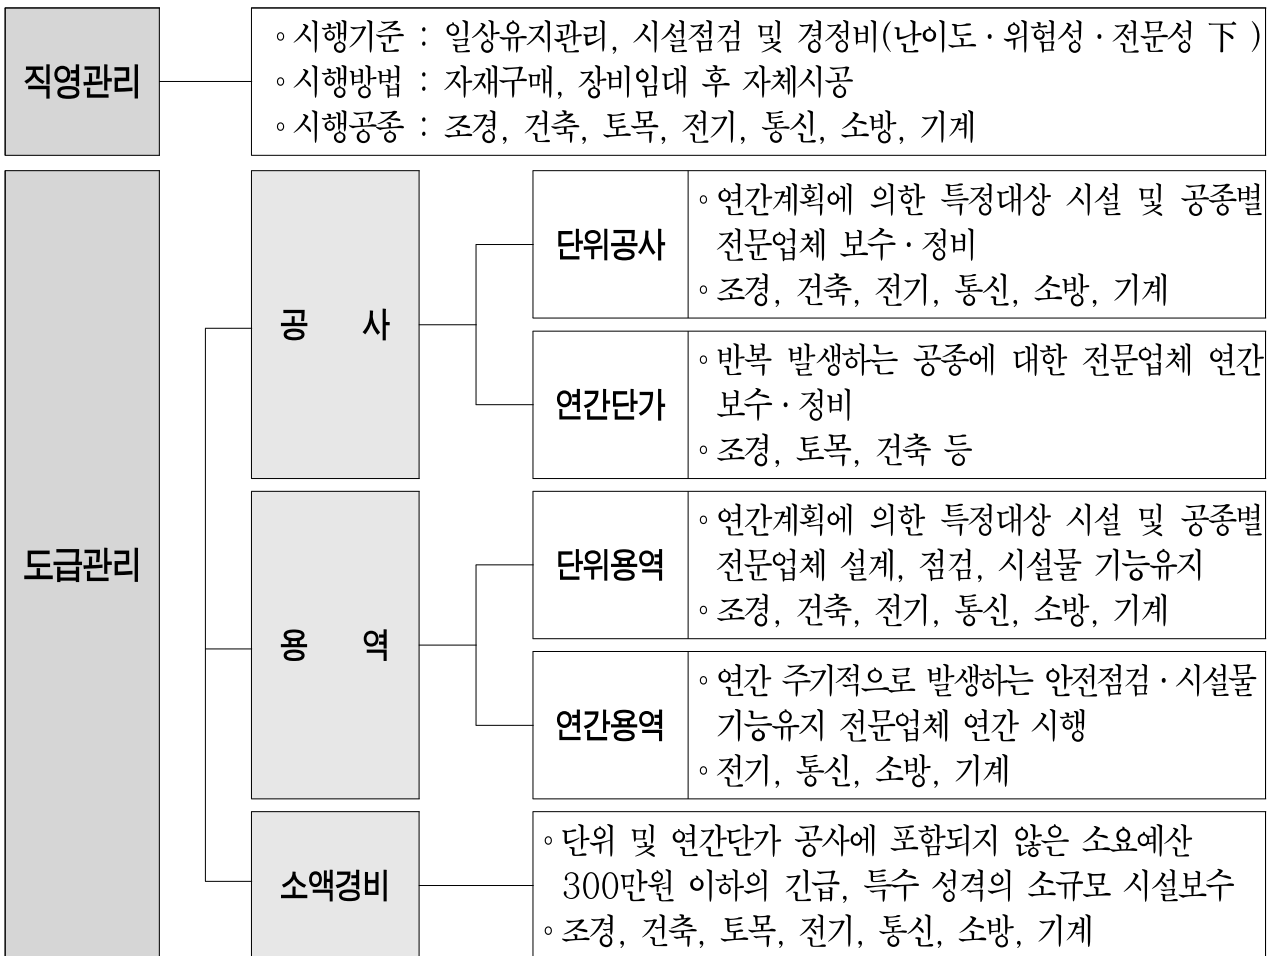 직영관리
◦시행기준 : 일상유지관리, 시설점검 및 경정비(난이도·위험성·전문성 下 )
◦시행방법 : 자재구매, 장비임대 후 자체시공
◦시행공종 : 조경, 건축, 토목, 전기, 통신, 소방, 기계
도급관리
공 사
단위공사
◦연간계획에 의한 특정대상 시설 및 공종별
전문업체 보수·정비
◦조경, 건축, 전기, 통신, 소방, 기계
연간단가
◦반복 발생하는 공종에 대한 전문업체 연간
보수·정비
◦조경, 토목, 건축 등
용 역
단위용역
◦연간계획에 의한 특정대상 시설 및 공종별
전문업체 설계, 점검, 시설물 기능유지
◦조경, 건축, 전기, 통신, 소방, 기계
연간용역
◦연간 주기적으로 발생하는 안전점검·시설물
기능유지 전문업체 연간 시행
◦전기, 통신, 소방, 기계
소액경비
◦단위 및 연간단가 공사에 포함되지 않은 소요예산
300만원 이하의 긴급, 특수 성격의 소규모 시설보수
◦조경, 건축, 토목, 전기, 통신, 소방, 기계